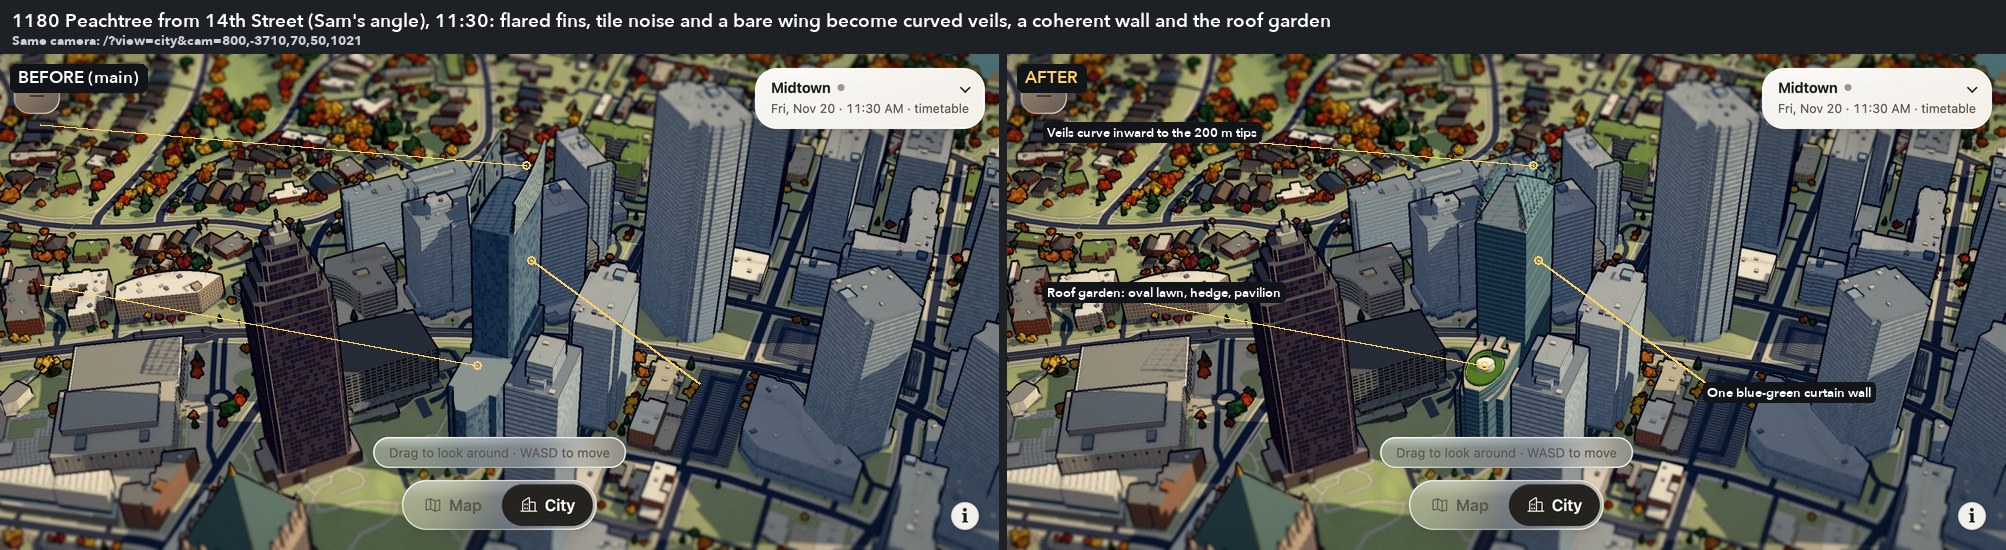 1180 Peachtree from 14th Street (Sam's angle), 11:30: flared fins, tile noise and a bare wing become curved veils, a coherent wall and the roof garden
Same camera: /?view=city&cam=800,-3710,70,50,1021
BEFORE (main)
Midtown
Fri, Nov 20 · 11:30 AM · timetable
Drag to look around · WASD to move
Map
City
i
AFTER
Midtown
Fri, Nov 20 · 11:30 AM · timetable
Veils curve inward to the 200 m tips
Roof garden: oval lawn, hedge, pavilion
One blue-green curtain wall
Drag to look around · WASD to move
Map
City
i